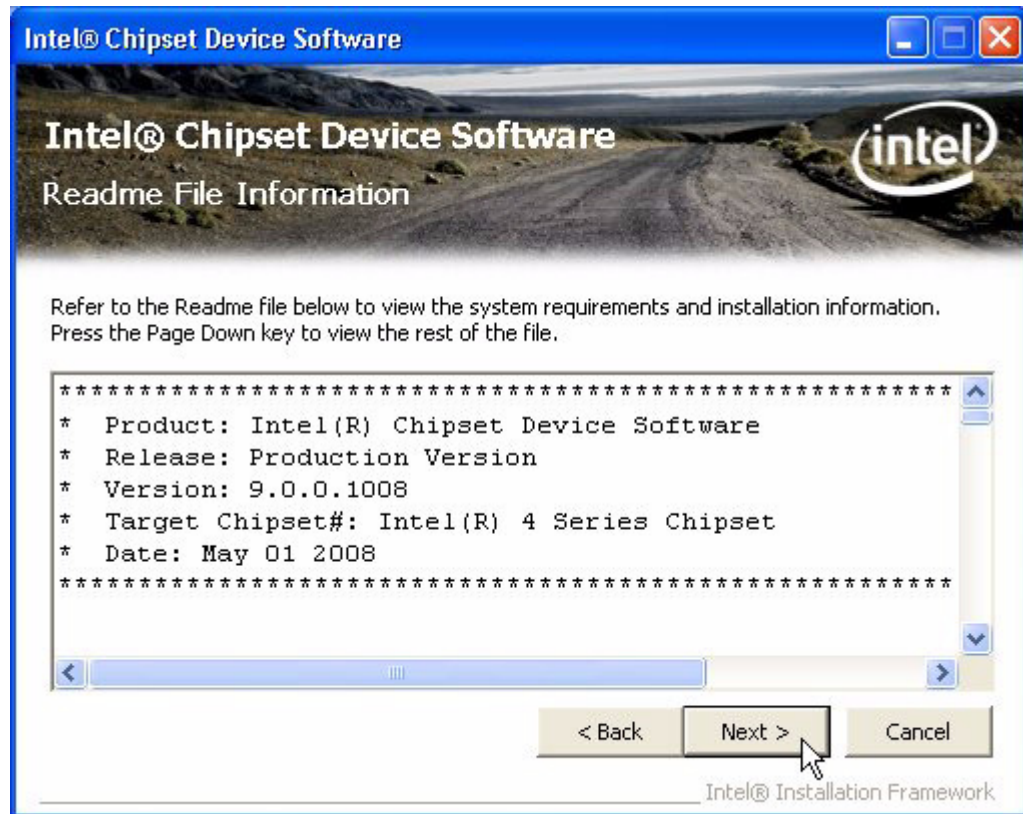 Intel® Chipset Device Software
Intel® Chipset Device Software
intel
Readme File Information
Refer to the Readme file below to view the system requirements and installation information.
Press the Page Down key to view the rest of the file.
*********************************************************
* Product: Intel(R) Chipset Device Software
* Release: Production Version
* Version: 9.0.0.1008
* Target Chipset#: Intel(R) 4 Series Chipset
* Date: May 01 2008
*********************************************************
< Back Next > Cancel
Intel® Installation Framework